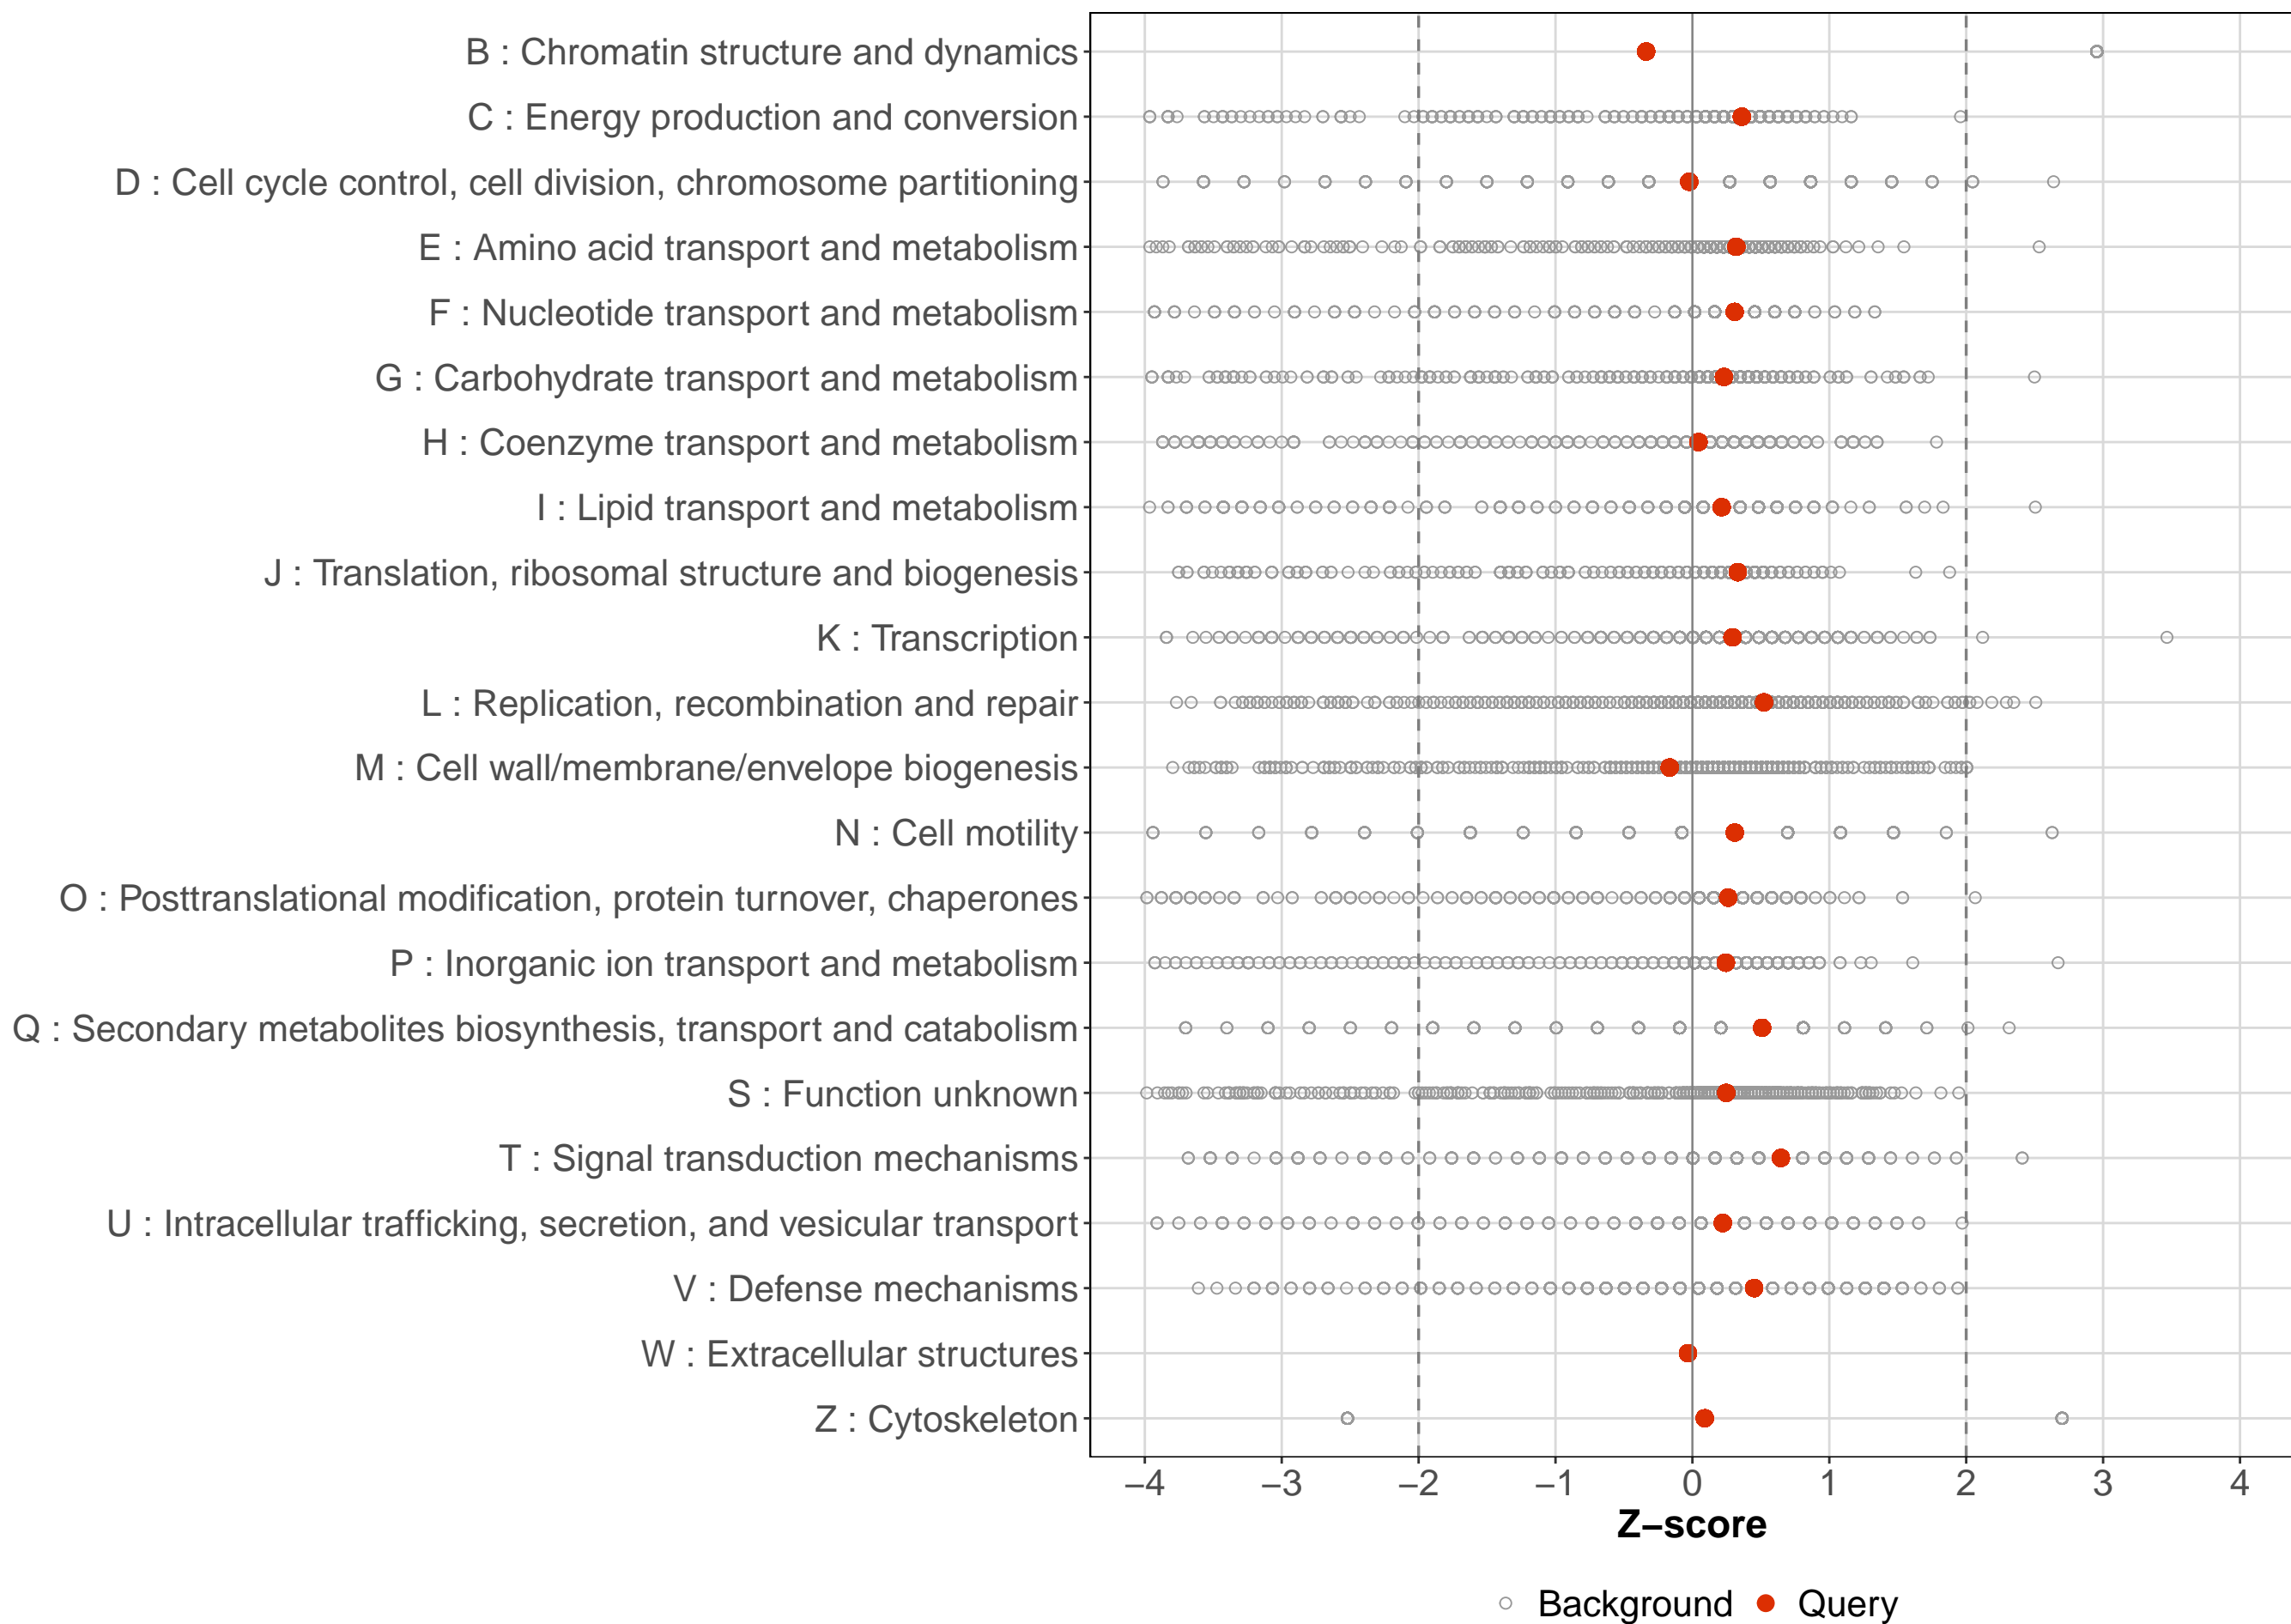 B : Chromatin structure and dynamics
C : Energy production and conversion
D : Cell cycle control, cell division, chromosome partitioning
E : Amino acid transport and metabolism
F : Nucleotide transport and metabolism
G : Carbohydrate transport and metabolism
H : Coenzyme transport and metabolism
I : Lipid transport and metabolism
J : Translation, ribosomal structure and biogenesis
K : Transcription
L : Replication, recombination and repair
M : Cell wall/membrane/envelope biogenesis
N : Cell motility
O : Posttranslational modification, protein turnover, chaperones
P : Inorganic ion transport and metabolism
Q : Secondary metabolites biosynthesis, transport and catabolism
S : Function unknown
T : Signal transduction mechanisms
U : Intracellular trafficking, secretion, and vesicular transport
V : Defense mechanisms
W : Extracellular structures
Z : Cytoskeleton
−4 −3 −2 −1 0 1 2 3 4
Z−score
Background Query